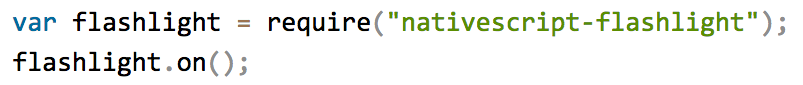 var flashlight = require("nativescript-flashlight");
flashlight.on();